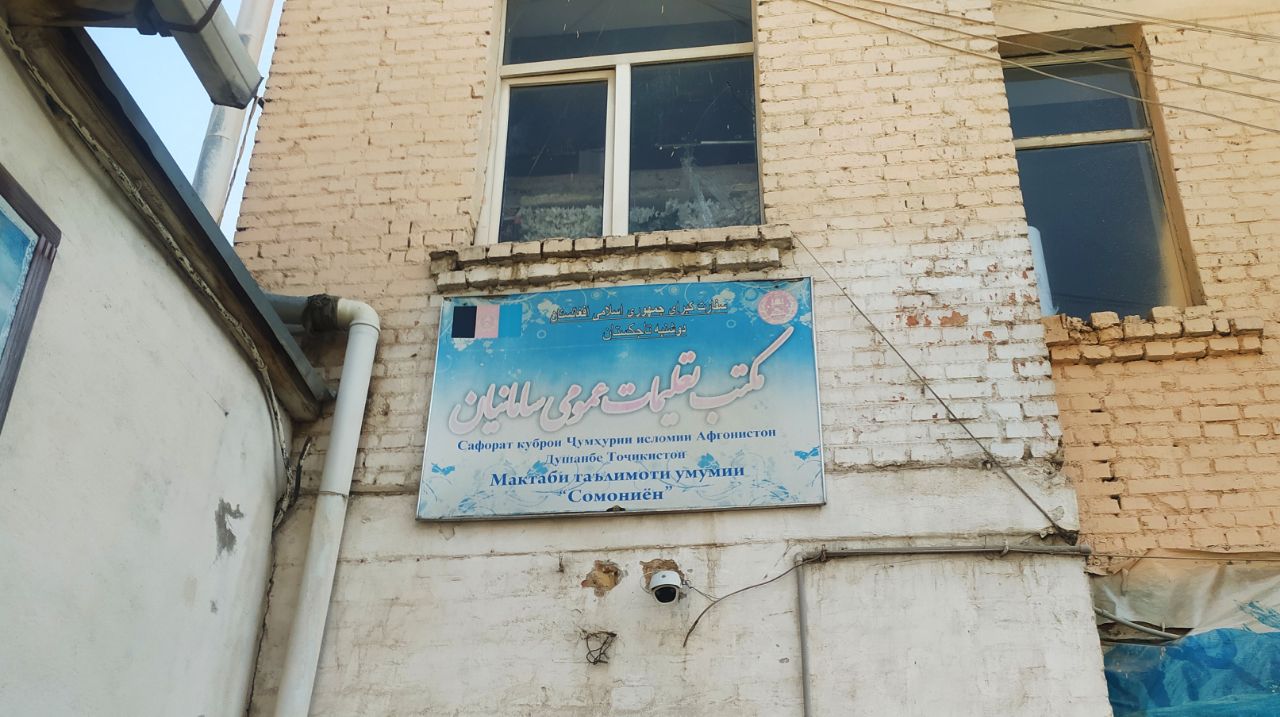 سفارت کبرای جمهوری اسلامی افغانستان
دوشنبه تاجکستان
مکتب تعلیمات عمومی سامانیان
Сафорат куброи Ҷумҳурии исломии Афғонистон
Душанбе Тоҷикистон
Мактаби таълимоти умумии
“Сомониён”